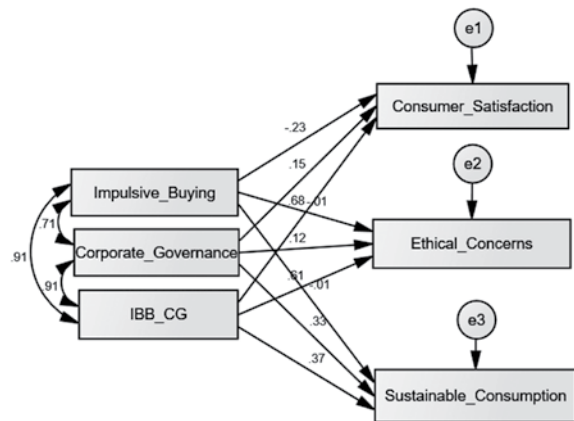 e1
Consumer_Satisfaction
-.23
e2
.15
Impulsive_Buying
.68
-.01
.71
.12
Ethical_Concerns
Corporate_Governance
.91
.61
-.01
.91
e3
IBB_CG
.33
.37
Sustainable_Consumption